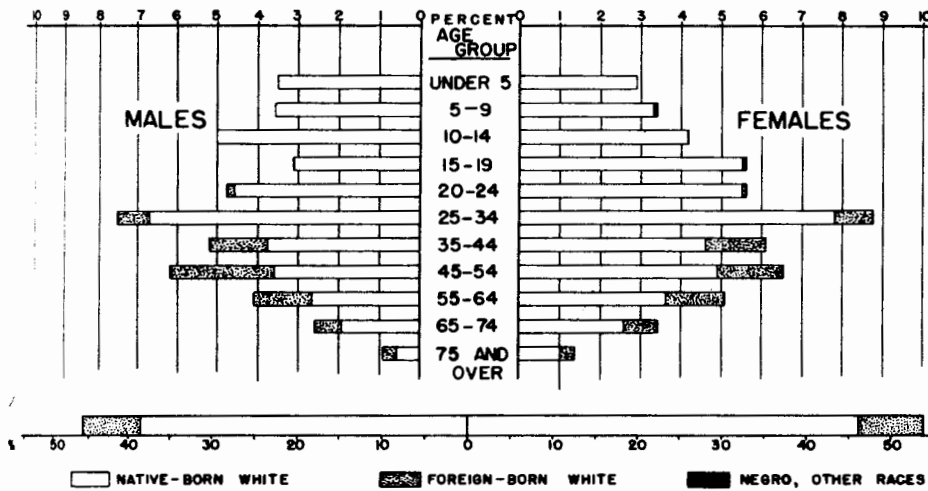 10 9 8 7 6 5 4 3 2 1 0 PERCENT 0 1 2 3 4 5 6 7 8 9 10
AGE
GROUP
UNDER 5
MALES 5-9 FEMALES
10-14
15-19
20-24
25-34
35-44
45-54
55-64
65-74
75 AND
OVER
% 50 40 30 20 10 0 10 20 30 40 50
NATIVE-BORN WHITE FOREIGN-BORN WHITE NEGRO, OTHER RACES